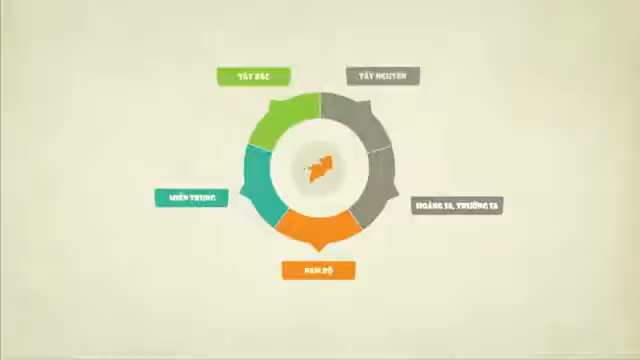 TÂY BẮC
TÂY NGUYÊN
MIỀN TRUNG
HOÀNG SA, TRƯỜNG SA
NAM BỘ